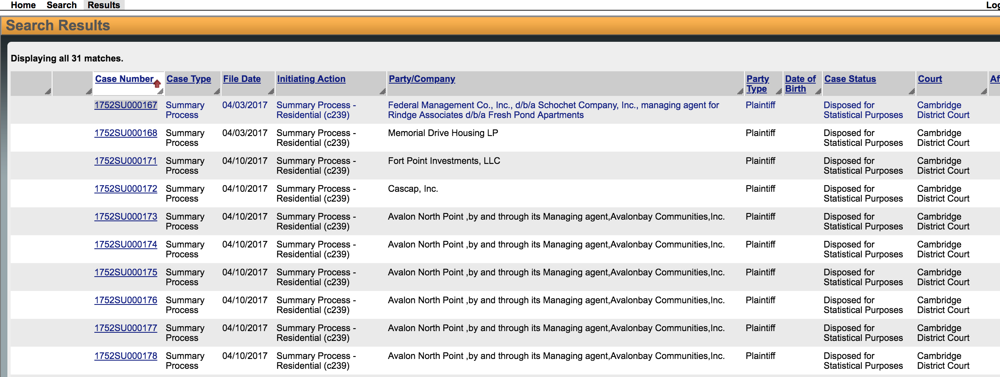 Home Search Results Log
Search Results
Displaying all 31 matches.
Case Number Case Type File Date Initiating Action Party/Company Party Type Date of Birth Case Status Court Af
1752SU000167 Summary Process 04/03/2017 Summary Process - Residential (c239) Federal Management Co., Inc., d/b/a Schochet Company, Inc., managing agent for Rindge Associates d/b/a Fresh Pond Apartments Plaintiff Disposed for Statistical Purposes Cambridge District Court
1752SU000168 Summary Process 04/03/2017 Summary Process - Residential (c239) Memorial Drive Housing LP Plaintiff Disposed for Statistical Purposes Cambridge District Court
1752SU000171 Summary Process 04/10/2017 Summary Process - Residential (c239) Fort Point Investments, LLC Plaintiff Disposed for Statistical Purposes Cambridge District Court
1752SU000172 Summary Process 04/10/2017 Summary Process - Residential (c239) Cascap, Inc. Plaintiff Disposed for Statistical Purposes Cambridge District Court
1752SU000173 Summary Process 04/10/2017 Summary Process - Residential (c239) Avalon North Point ,by and through its Managing agent,Avalonbay Communities,Inc. Plaintiff Disposed for Statistical Purposes Cambridge District Court
1752SU000174 Summary Process 04/10/2017 Summary Process - Residential (c239) Avalon North Point ,by and through its Managing agent,Avalonbay Communities,Inc. Plaintiff Disposed for Statistical Purposes Cambridge District Court
1752SU000175 Summary Process 04/10/2017 Summary Process - Residential (c239) Avalon North Point ,by and through its Managing agent,Avalonbay Communities,Inc. Plaintiff Disposed for Statistical Purposes Cambridge District Court
1752SU000176 Summary Process 04/10/2017 Summary Process - Residential (c239) Avalon North Point ,by and through its Managing agent,Avalonbay Communities,Inc. Plaintiff Disposed for Statistical Purposes Cambridge District Court
1752SU000177 Summary Process 04/10/2017 Summary Process - Residential (c239) Avalon North Point ,by and through its Managing agent,Avalonbay Communities,Inc. Plaintiff Disposed for Statistical Purposes Cambridge District Court
1752SU000178 Summary Process 04/10/2017 Summary Process - Residential (c239) Avalon North Point ,by and through its Managing agent,Avalonbay Communities,Inc. Plaintiff Disposed for Statistical Purposes Cambridge District Court